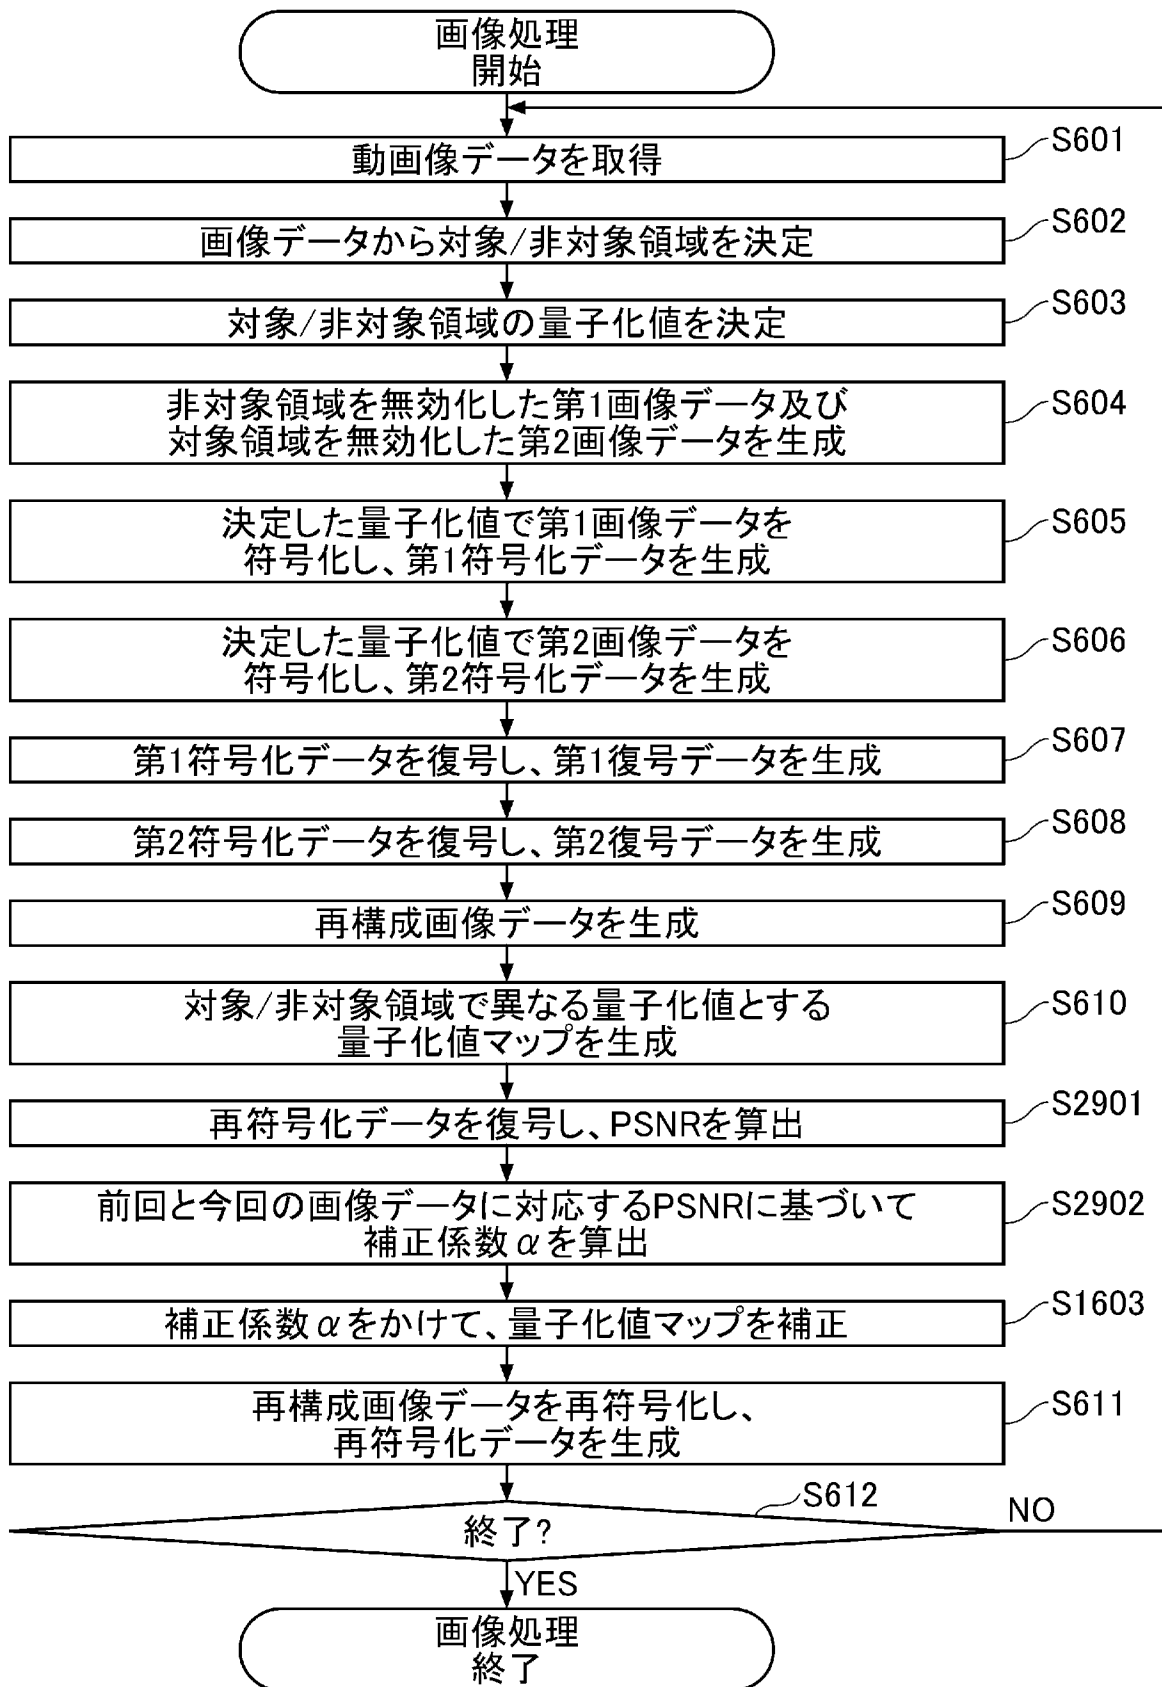 画像処理
開始
動画像データを取得
S601
画像データから対象/非対象領域を決定
S602
対象/非対象領域の量子化値を決定
S603
非対象領域を無効化した第1画像データ及び
対象領域を無効化した第2画像データを生成
S604
決定した量子化値で第1画像データを
符号化し、第1符号化データを生成
S605
決定した量子化値で第2画像データを
符号化し、第2符号化データを生成
S606
第1符号化データを復号し、第1復号データを生成
S607
第2符号化データを復号し、第2復号データを生成
S608
再構成画像データを生成
S609
対象/非対象領域で異なる量子化値とする
量子化値マップを生成
S610
再符号化データを復号し、PSNRを算出
S2901
前回と今回の画像データに対応するPSNRに基づいて
補正係数αを算出
S2902
補正係数αをかけて、量子化値マップを補正
S1603
再構成画像データを再符号化し、
再符号化データを生成
S611
終了?
S612
NO
YES
画像処理
終了